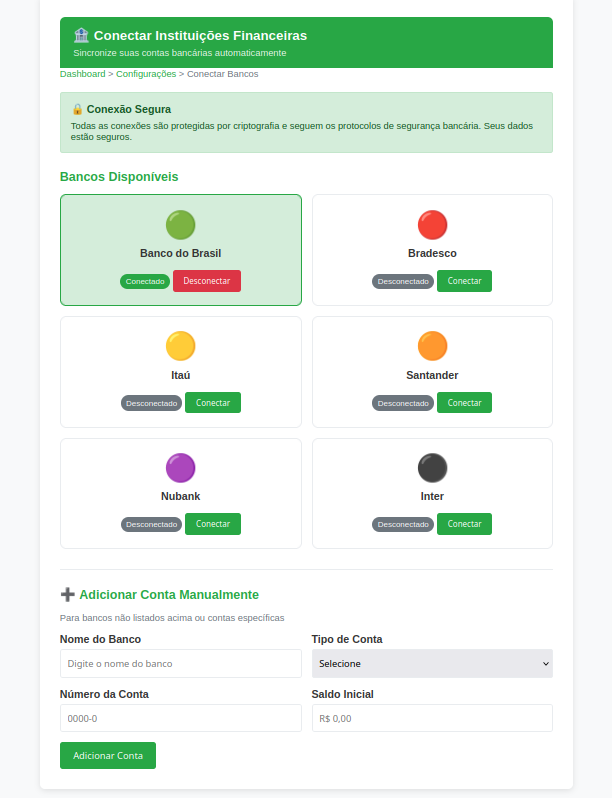 🏦 Conectar Instituições Financeiras
Sincronize suas contas bancárias automaticamente
Dashboard > Configurações > Conectar Bancos
🔒 Conexão Segura
Todas as conexões são protegidas por criptografia e seguem os protocolos de segurança bancária. Seus dados
estão seguros.
Bancos Disponíveis
Banco do Brasil
Conectado Desconectar
Bradesco
Desconectado Conectar
Itaú
Desconectado Conectar
Santander
Desconectado Conectar
Nubank
Desconectado Conectar
Inter
Desconectado Conectar
➕ Adicionar Conta Manualmente
Para bancos não listados acima ou contas específicas
Nome do Banco
Digite o nome do banco
Tipo de Conta
Selecione
Número da Conta
0000-0
Saldo Inicial
R$ 0,00
Adicionar Conta